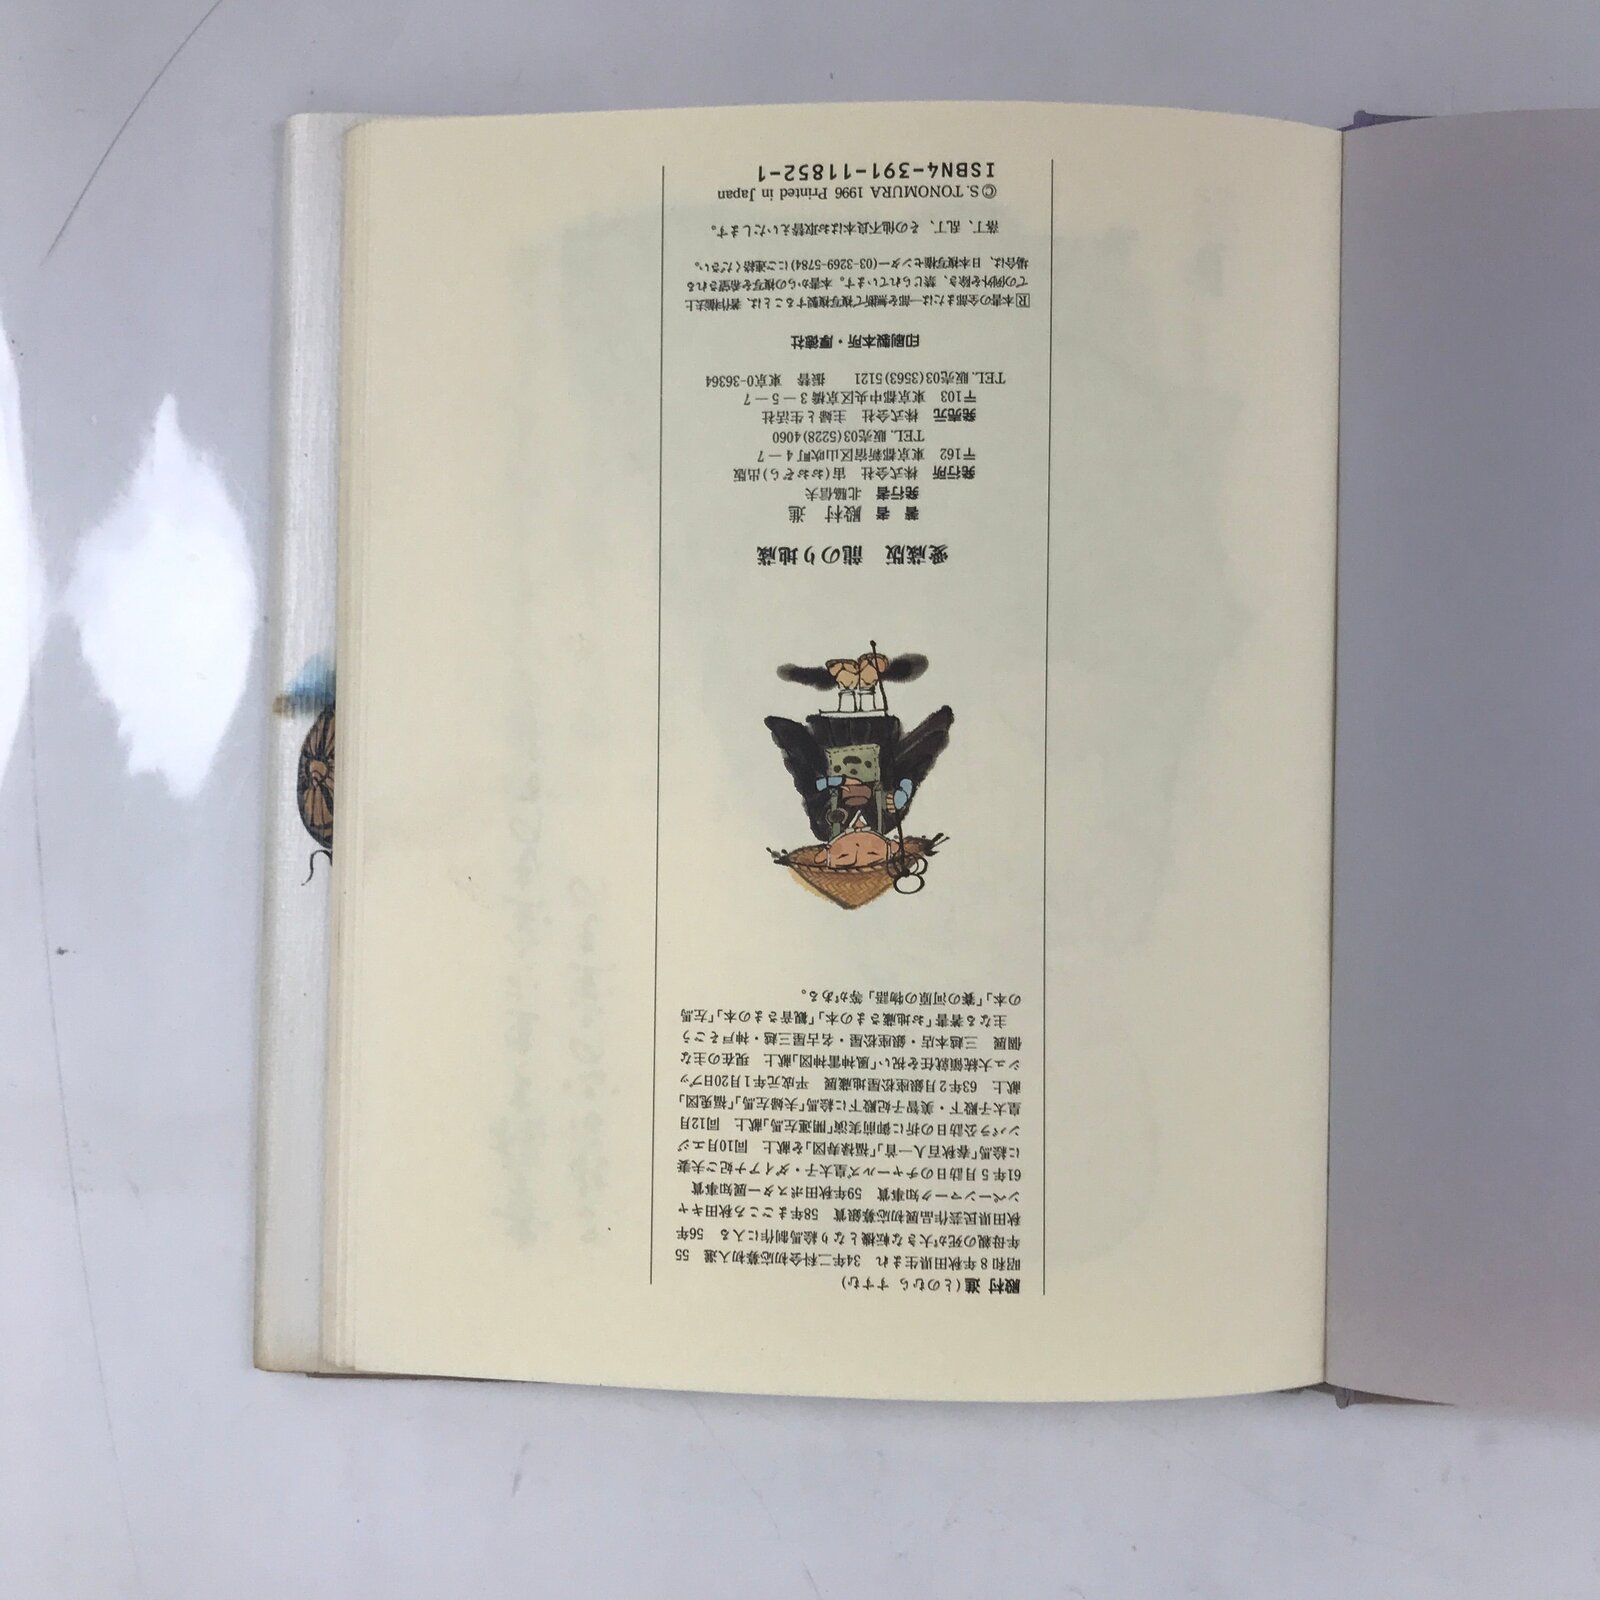 殿村 進(とのむら すすむ)
昭和8年秋田県生まれ 34年二科会初応募初入選 55
年母親の死が大きな転機となり絵馬制作に入る 56年
秋田県民芸作品展初応募銀賞 58年まごころ秋田キャ
ンペーンマーク知事賞 59年秋田ポスター展知事賞
61年5月訪日のチャールズ皇太子・ダイアナ妃ご夫妻
に絵馬「春秋百人一首」「福禄寿図」を献上 同10月エジ
ンバラ公訪日の折に御前実演「開運左馬」献上 同12月
皇太子殿下・美智子妃殿下に絵馬「夫婦左馬」「福兎図」
献上 63年2月銀座松屋地蔵展 平成元年1月20日ブッ
シュ大統領就任を祝い「風神雷神図」献上 現在の主な
個展 三越本店・銀座松屋・名古屋三越・神戸そごう
主なる著書「お地蔵さまの本」「観音さまの本」「左馬
の本」「賽の河原の物語」等がある。
愛蔵版 龍のり地蔵
著者 殿村 進
発行者 北脇信夫
発行所 株式会社 宙(おおぞら)出版
〒162 東京都新宿区山吹町4－7
TEL.販売03(5228)4060
発売元 株式会社 主婦と生活社
〒103 東京都中央区京橋3－5－7
TEL.販売03(3563)5121 振替 東京0-36364
印刷製本所・厚徳社
Ⓡ本書の全部または一部を無断で複写複製することは、著作権法上
での例外を除き、禁じられています。本書からの複写を希望される
場合は、日本複写権センター(03-3269-5784)にご連絡ください。
落丁、乱丁、その他不良本はお取替えいたします。
©S. TONOMURA 1996 Printed in Japan
ISBN4-391-11852-1